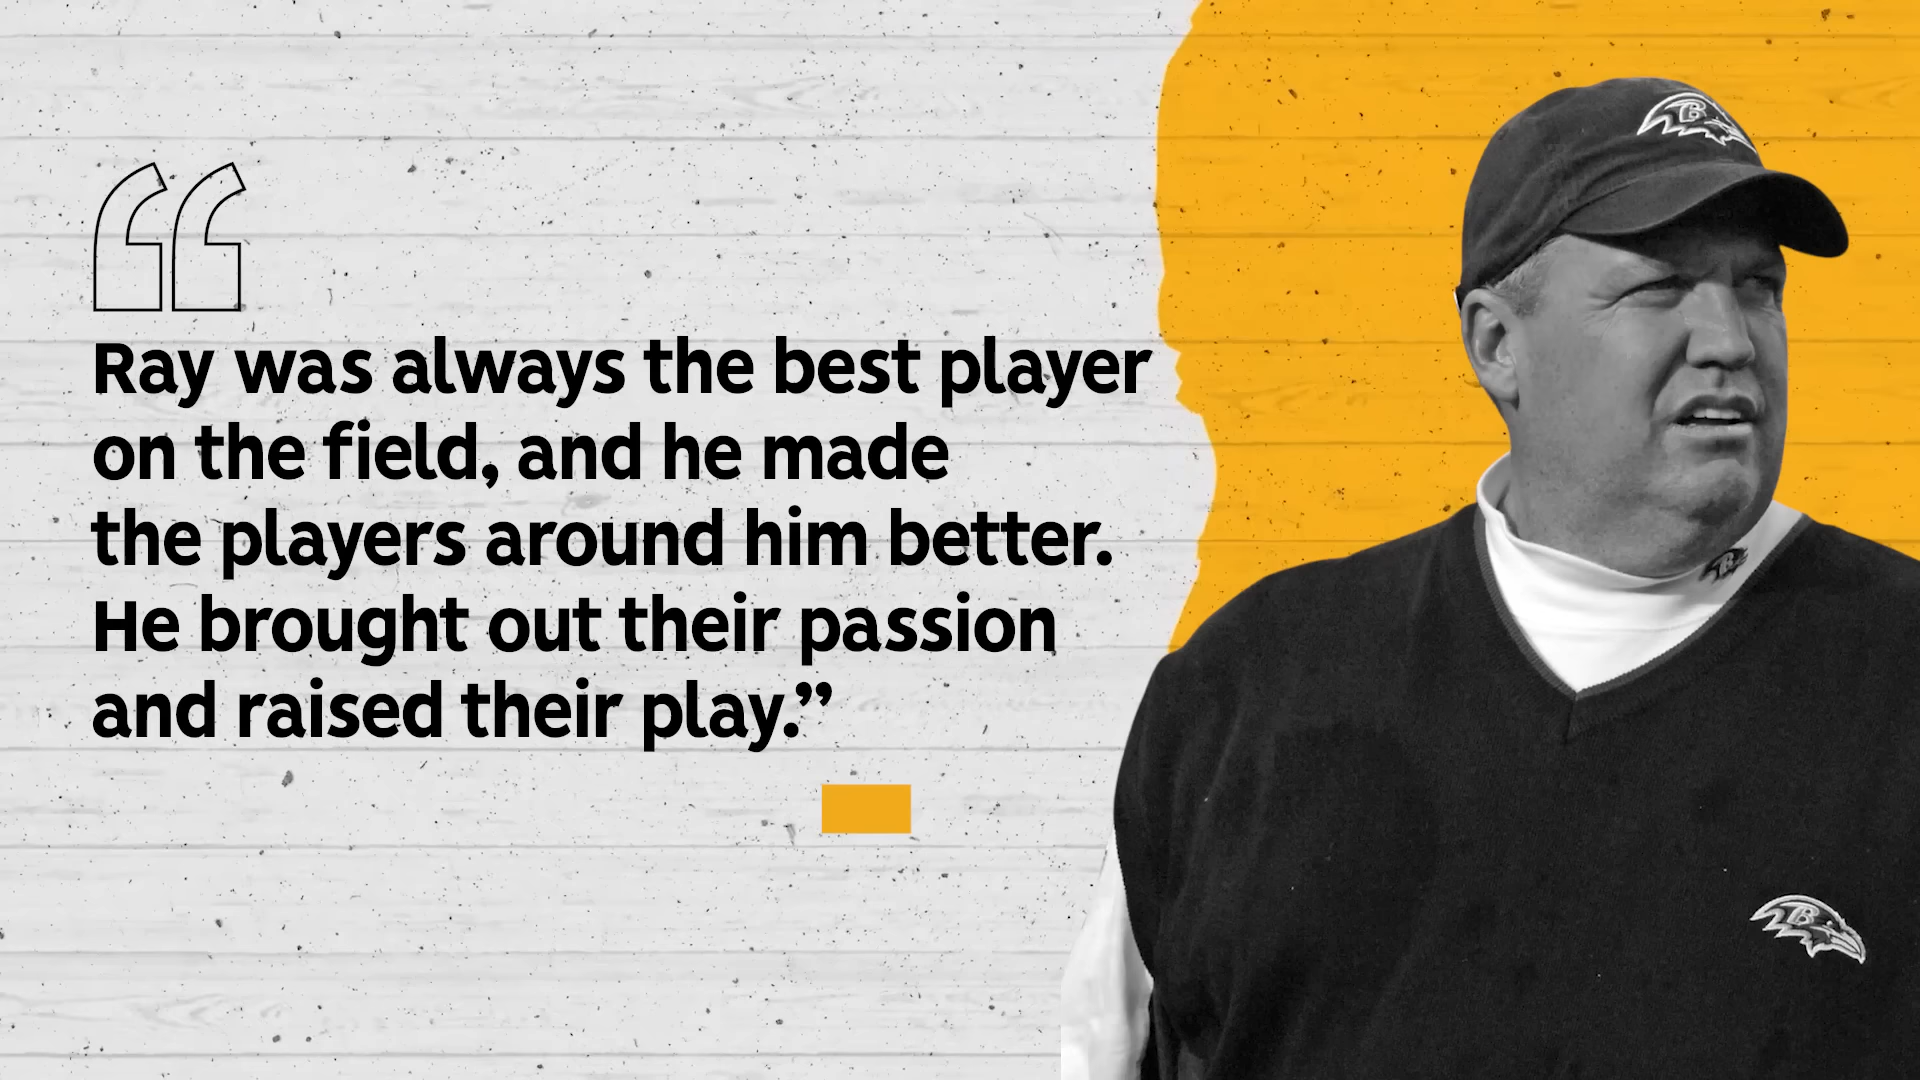 “
Ray was always the best player
on the field, and he made
the players around him better.
He brought out their passion
and raised their play.”
B
B